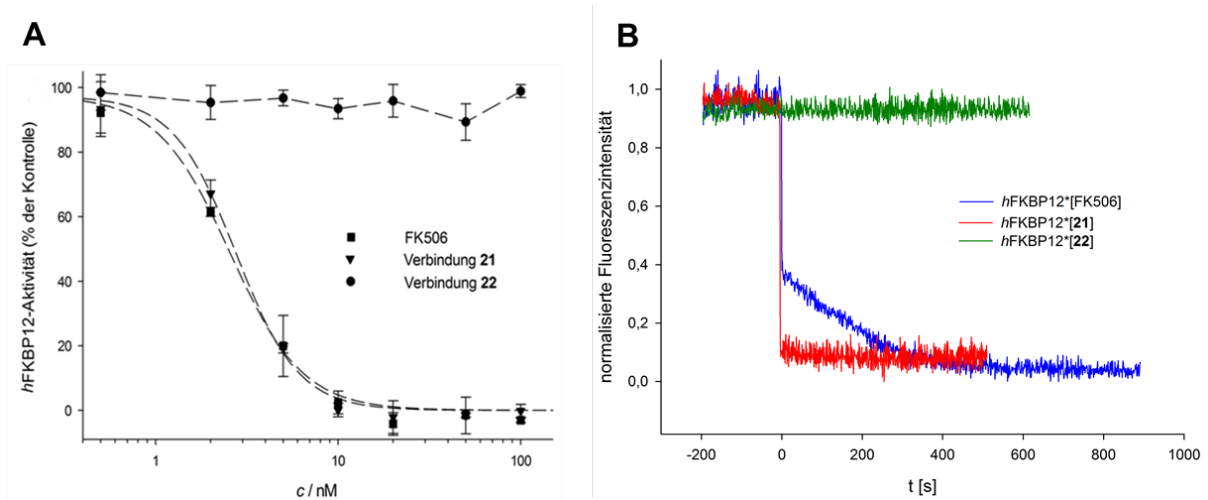 A
hFKBP12-Aktivität (% der Kontrolle)
100
80
60
40
20
0
FK506
Verbindung 21
Verbindung 22
1
10
100
c / nM
B
normalisierte Fluoreszenzintensität
1,0
0,8
0,6
0,4
0,2
0,0
hFKBP12*[FK506]
hFKBP12*[21]
hFKBP12*[22]
-200
0
200
400
600
800
1000
t [s]